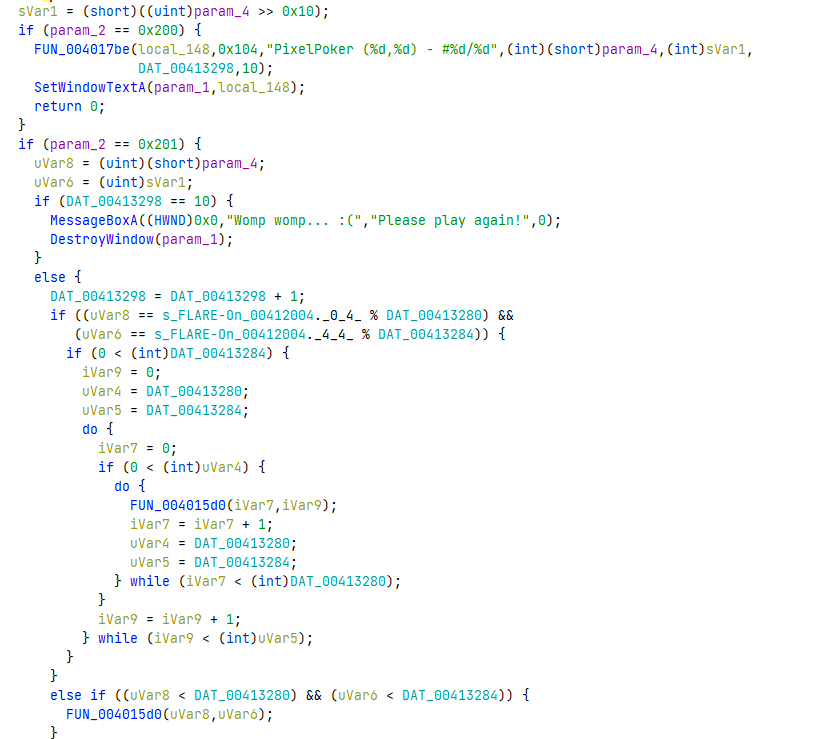 sVar1 = (short)((uint)param_4 >> 0x10);
if (param_2 == 0x200) {
FUN_004017be(local_148,0x104,"PixelPoker (%d,%d) - #%d/%d",(int)(short)param_4,(int)sVar1,
DAT_00413298,10);
SetWindowTextA(param_1,local_148);
return 0;
}
if (param_2 == 0x201) {
uVar8 = (uint)(short)param_4;
uVar6 = (uint)sVar1;
if (DAT_00413298 == 10) {
MessageBoxA((HWND)0x0,"Womp womp... :(","Please play again!",0);
DestroyWindow(param_1);
}
else {
DAT_00413298 = DAT_00413298 + 1;
if ((uVar8 == s_FLARE-On_00412004._0_4_ % DAT_00413280) &&
(uVar6 == s_FLARE-On_00412004._4_4_ % DAT_00413284)) {
if (0 < (int)DAT_00413284) {
iVar9 = 0;
uVar4 = DAT_00413280;
uVar5 = DAT_00413284;
do {
iVar7 = 0;
if (0 < (int)uVar4) {
do {
FUN_004015d0(iVar7,iVar9);
iVar7 = iVar7 + 1;
uVar4 = DAT_00413280;
uVar5 = DAT_00413284;
} while (iVar7 < (int)DAT_00413280);
}
iVar9 = iVar9 + 1;
} while (iVar9 < (int)uVar5);
}
}
else if ((uVar8 < DAT_00413280) && (uVar6 < DAT_00413284)) {
FUN_004015d0(uVar8,uVar6);
}